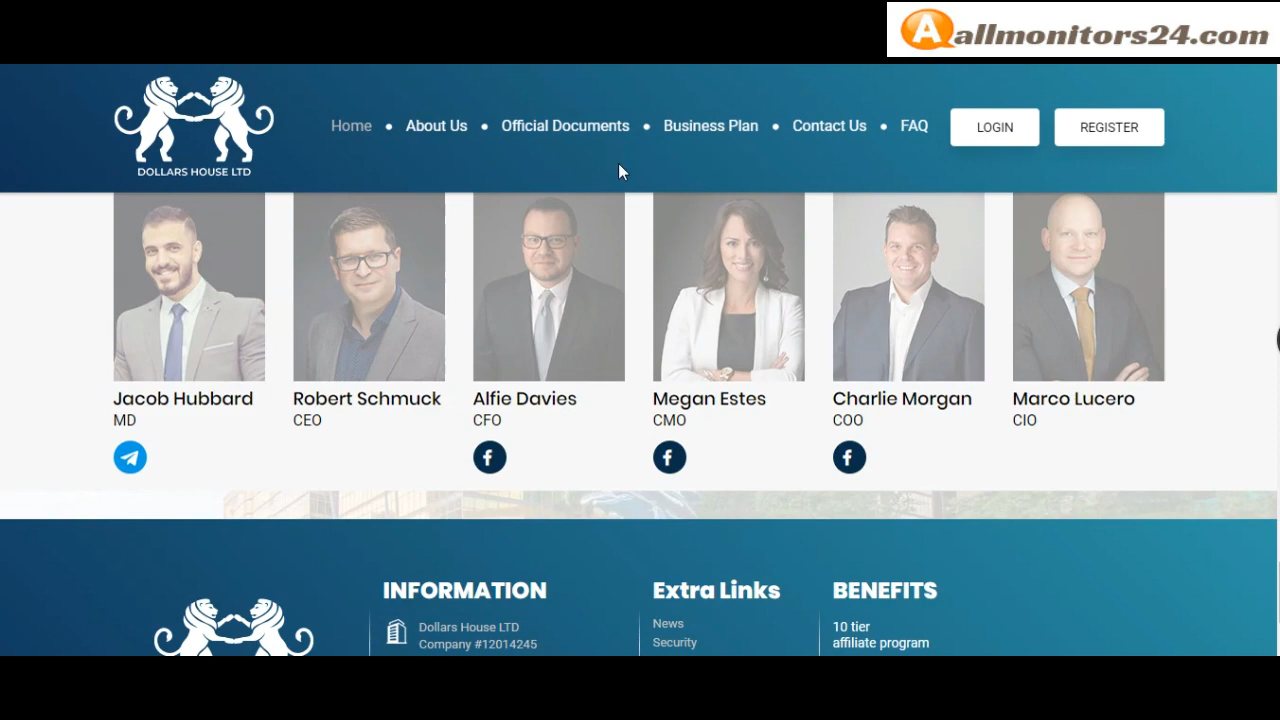 allmonitors24.com
DOLLARS HOUSE LTD
Home • About Us • Official Documents • Business Plan • Contact Us • FAQ LOGIN REGISTER
Jacob Hubbard Robert Schmuck Alfie Davies Megan Estes Charlie Morgan Marco Lucero
MD CEO CFO CMO COO CIO
INFORMATION Extra Links BENEFITS
Dollars House LTD News 10 tier
Company #12014245 Security affiliate program